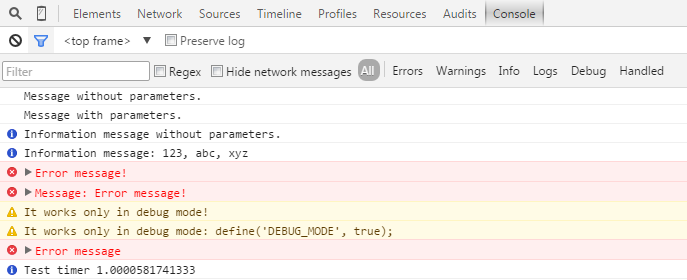 Elements Network Sources Timeline Profiles Resources Audits Console
<top frame> ▼ Preserve log
Filter Regex Hide network messages All Errors Warnings Info Logs Debug Handled
Message without parameters.
Message with parameters.
Information message without parameters.
Information message: 123, abc, xyz
Error message!
Message: Error message!
It works only in debug mode!
It works only in debug mode: define('DEBUG_MODE', true);
Error message
Test timer 1.0000581741333